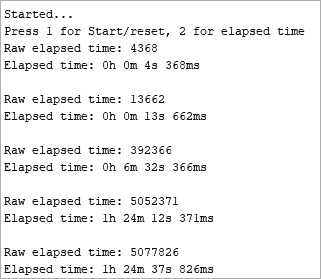 Started...
Press 1 for Start/reset, 2 for elapsed time
Raw elapsed time: 4368
Elapsed time: 0h 0m 4s 368ms

Raw elapsed time: 13662
Elapsed time: 0h 0m 13s 662ms

Raw elapsed time: 392366
Elapsed time: 0h 6m 32s 366ms

Raw elapsed time: 5052371
Elapsed time: 1h 24m 12s 371ms

Raw elapsed time: 5077826
Elapsed time: 1h 24m 37s 826ms